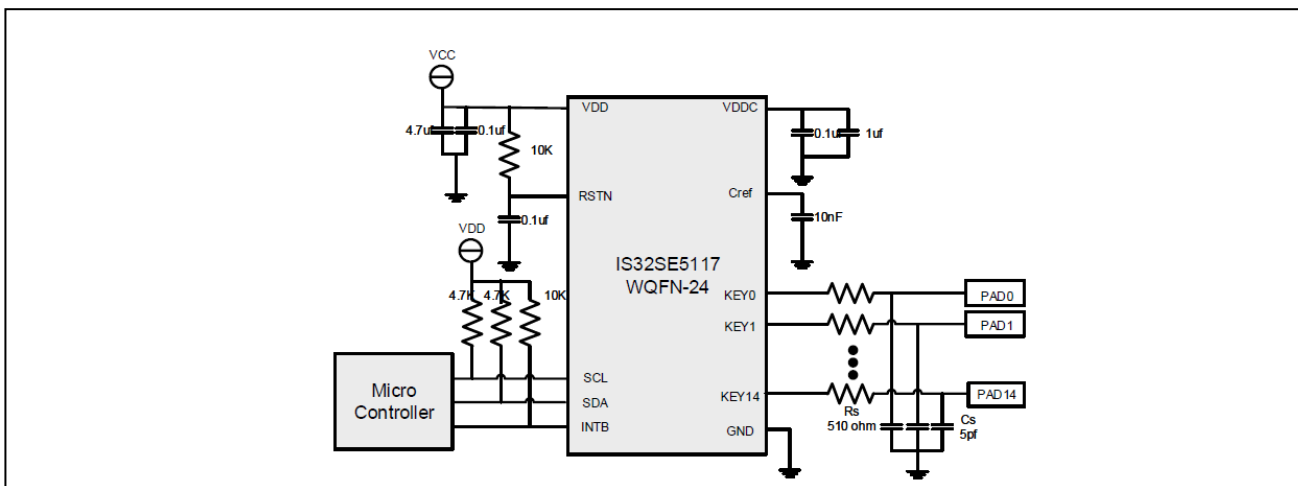 VCC
VDD
VDDC
4.7uf
0.1uf
0.1uf
1uf
10K
RSTN
Cref
0.1uf
10nF
VDD
IS32SE5117
WQFN-24
4.7K
4.7K
10K
KEY0
PAD0
KEY1
PAD1
Micro
Controller
SCL
KEY14
PAD14
SDA
Rs
510 ohm
Cs
5pf
INTB
GND